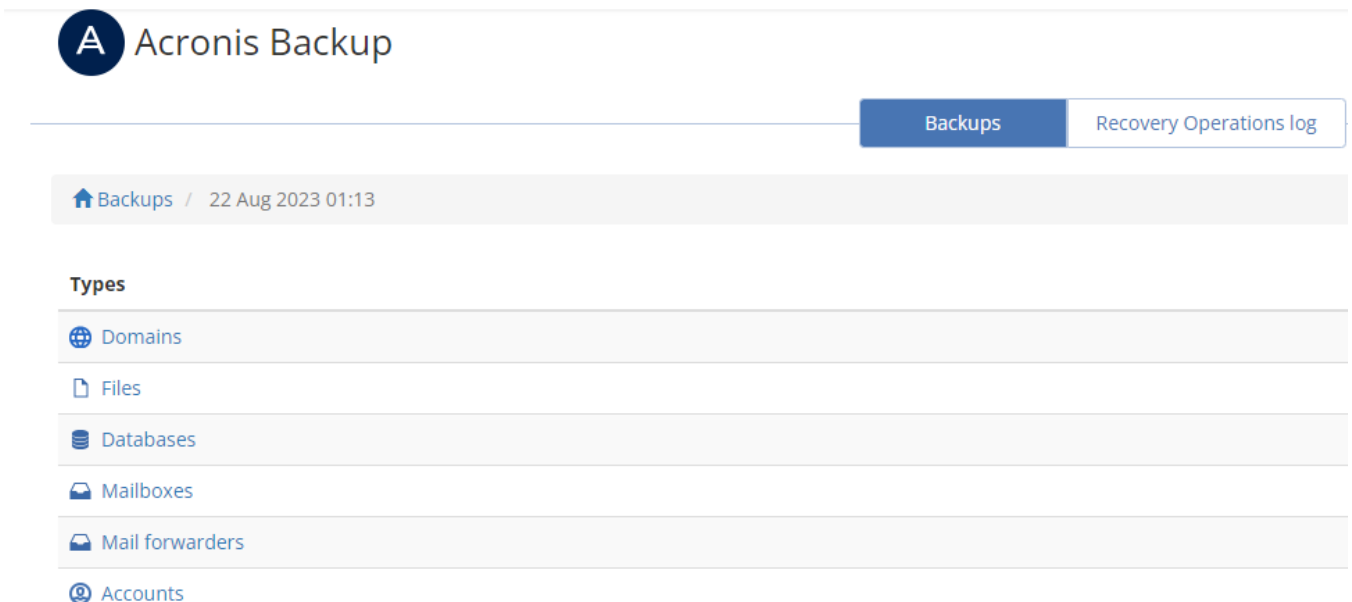 Acronis Backup
Backups
Recovery Operations log
Backups / 22 Aug 2023 01:13
Types
Domains
Files
Databases
Mailboxes
Mail forwarders
Accounts